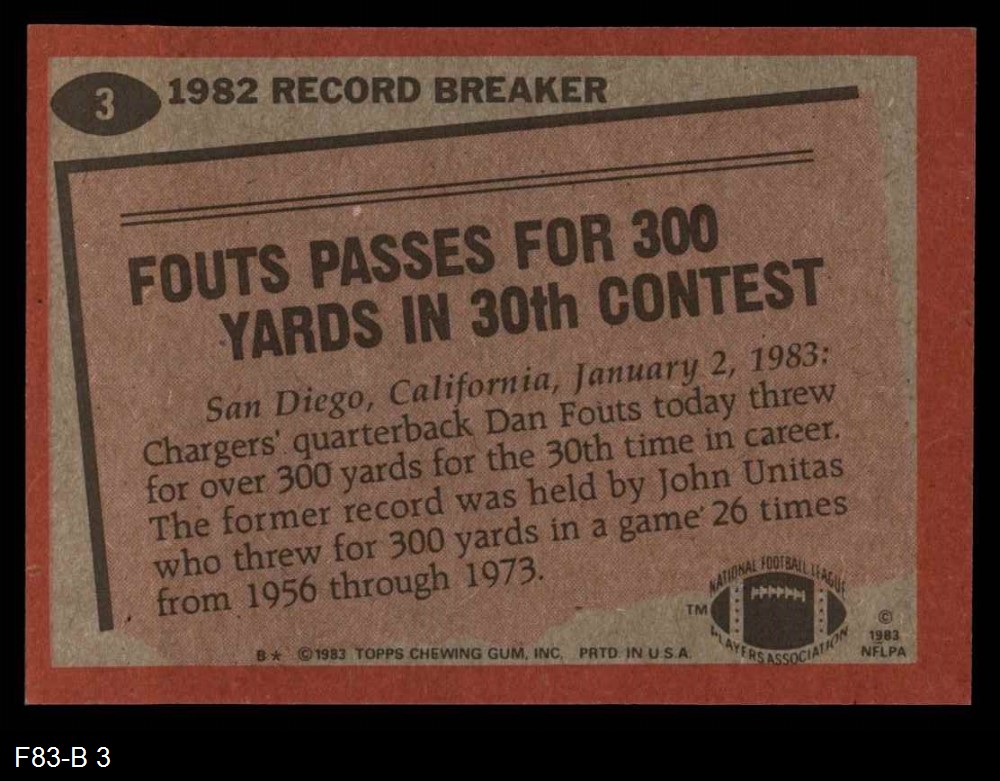 3
1982 RECORD BREAKER
FOUTS PASSES FOR 300
YARDS IN 30th CONTEST
San Diego, California, January 2, 1983:
Chargers' quarterback Dan Fouts today threw
for over 300 yards for the 30th time in career.
The former record was held by John Unitas
who threw for 300 yards in a game 26 times
from 1956 through 1973.
NATIONAL FOOTBALL LEAGUE
TM
PLAYERS ASSOCIATION
©
1983
NFLPA
B* ©1983 TOPPS CHEWING GUM, INC. PRTD IN U.S.A.
F83-B 3